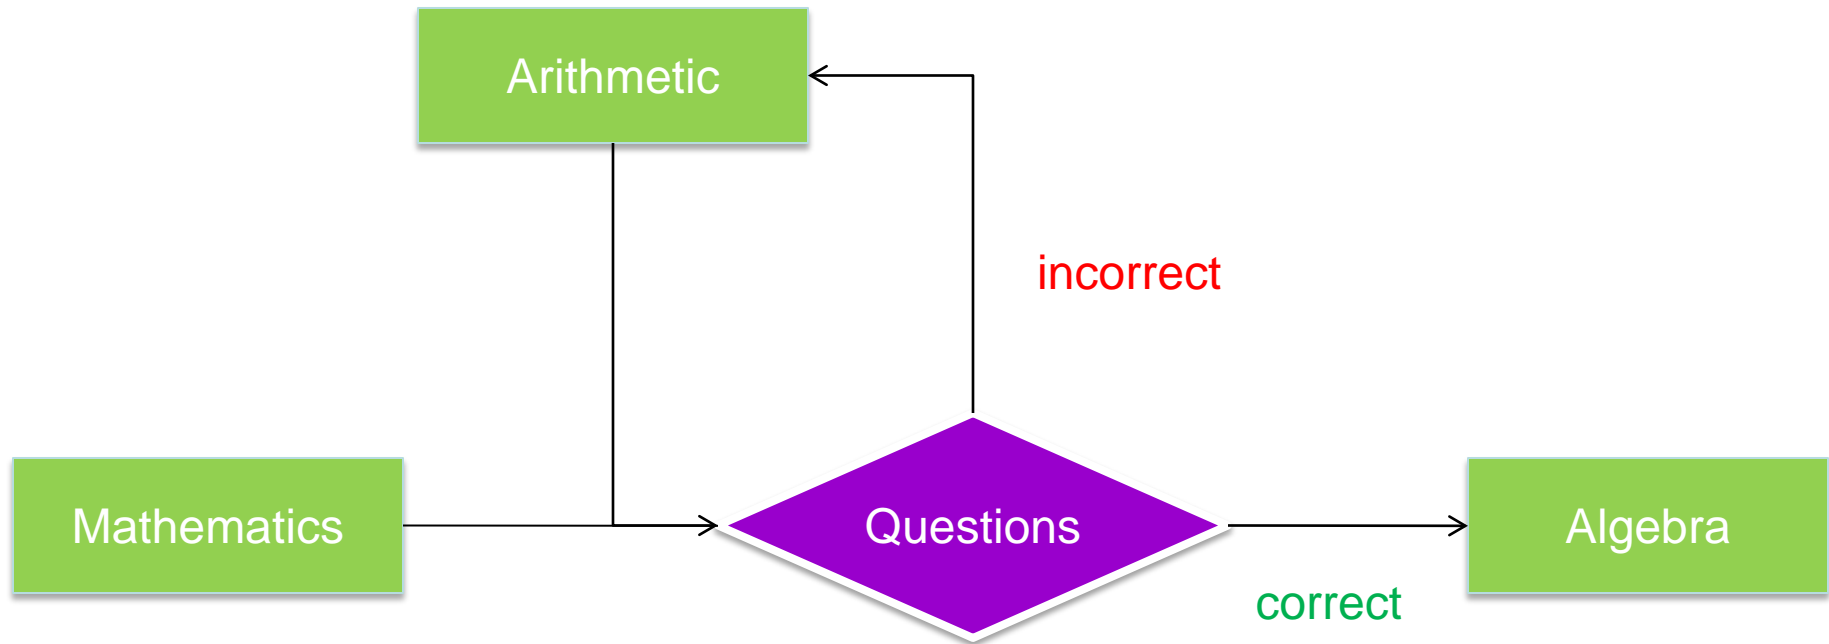 Arithmetic
incorrect
Mathematics
Questions
Algebra
correct